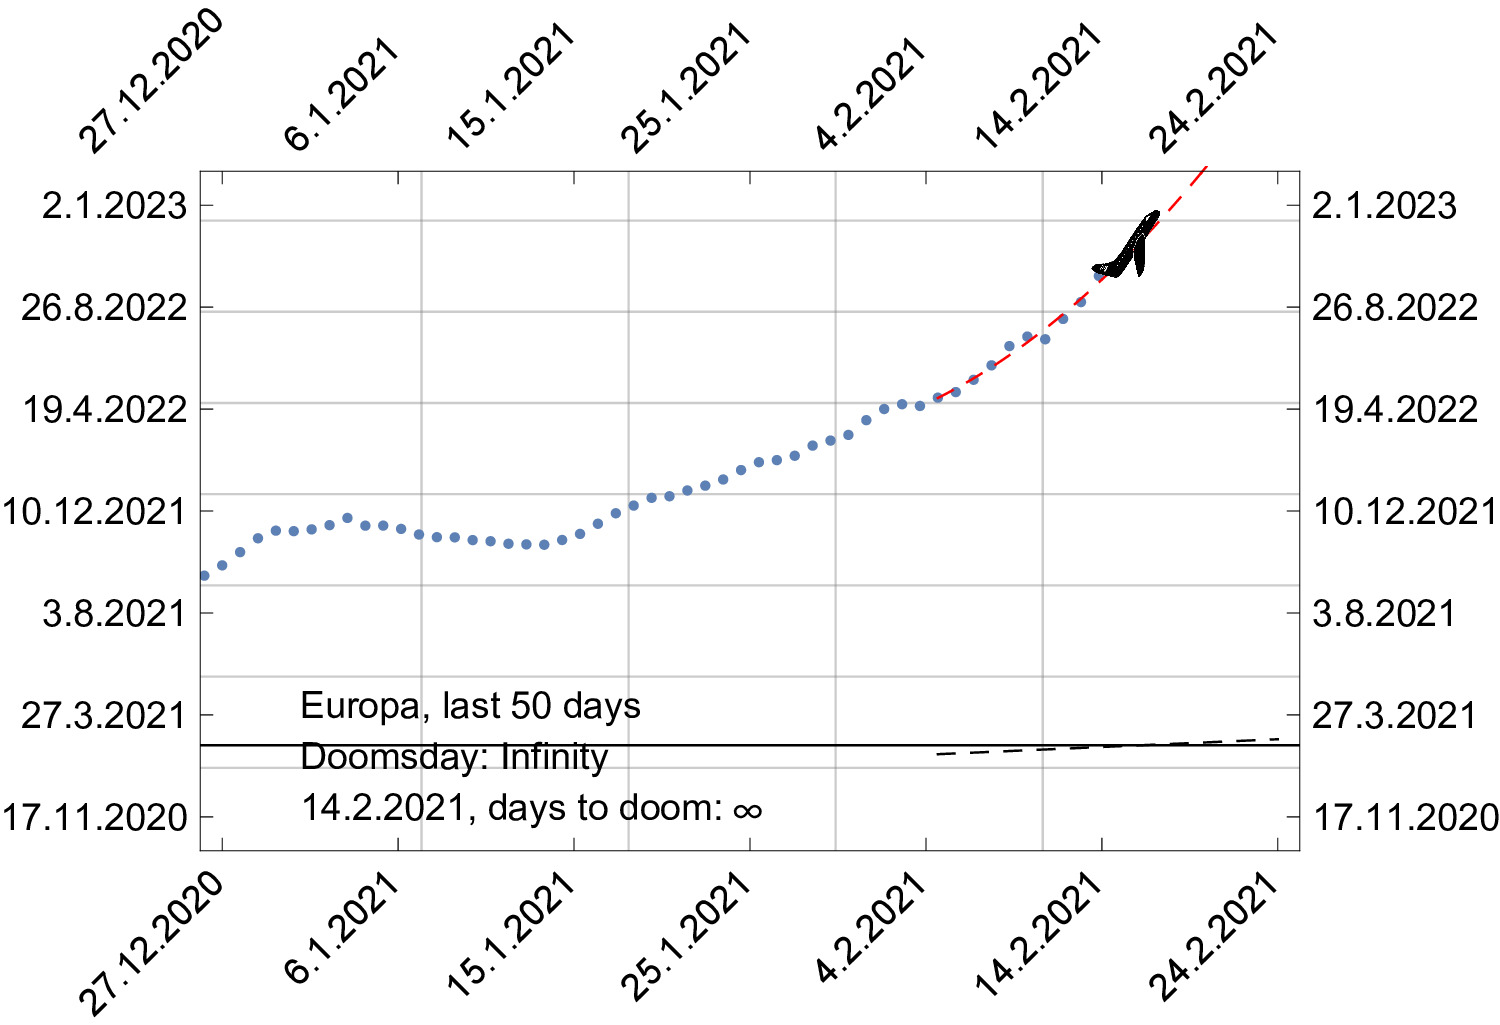 27.12.2020 6.1.2021 15.1.2021 25.1.2021 4.2.2021 14.2.2021 24.2.2021
2.1.2023 2.1.2023
26.8.2022 26.8.2022
19.4.2022 19.4.2022
10.12.2021 10.12.2021
3.8.2021 3.8.2021
Europa, last 50 days
27.3.2021 27.3.2021
Doomsday: Infinity
14.2.2021, days to doom: ∞
17.11.2020 17.11.2020
27.12.2020 6.1.2021 15.1.2021 25.1.2021 4.2.2021 14.2.2021 24.2.2021